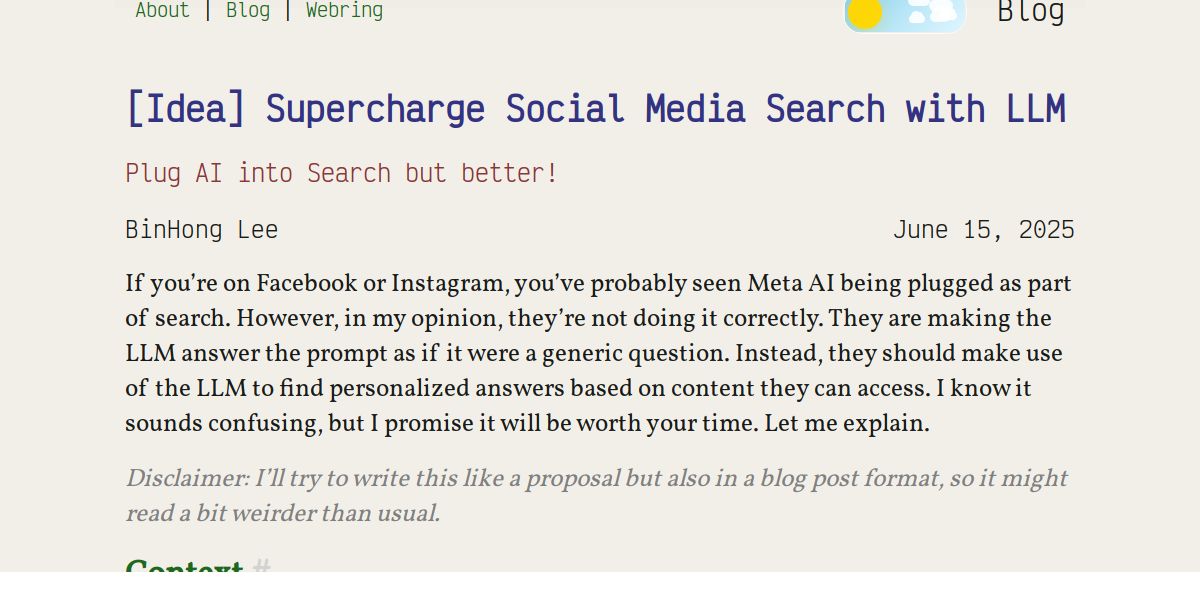 About | Blog | Webring
Blog
[Idea] Supercharge Social Media Search with LLM
Plug AI into Search but better!
BinHong Lee
June 15, 2025
If you’re on Facebook or Instagram, you’ve probably seen Meta AI being plugged as part
of search. However, in my opinion, they’re not doing it correctly. They are making the
LLM answer the prompt as if it were a generic question. Instead, they should make use
of the LLM to find personalized answers based on content they can access. I know it
sounds confusing, but I promise it will be worth your time. Let me explain.
Disclaimer: I’ll try to write this like a proposal but also in a blog post format, so it might
read a bit weirder than usual.
Context #